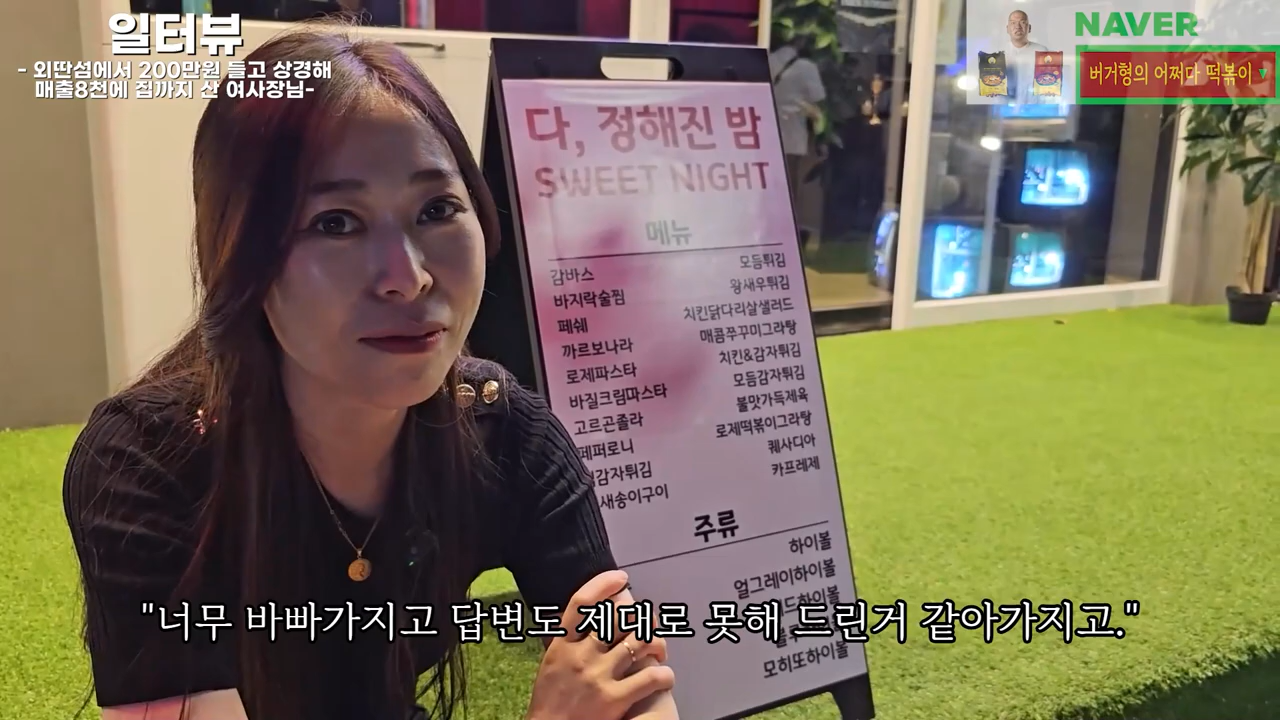 일터뷰
- 외딴섬에서 200만원 들고 상경해
매출8천에 집까지 산 여사장님-
NAVER
버거형의 어쩌다 떡볶이
다, 정해진 밤
SWEET NIGHT
메뉴
감바스
바지락술찜
페쉐
까르보나라
로제파스타
바질크림파스타
고르곤졸라
페퍼로니
감자튀김
새송이구이
모듬튀김
왕새우튀김
치킨닭다리살샐러드
매콤쭈꾸미그라탕
치킨&감자튀김
모듬감자튀김
불맛가득제육
로제떡볶이그라탕
퀘사디아
카프레제
주류
하이볼
얼그레이하이볼
모히또하이볼
"너무 바빠가지고 답변도 제대로 못해 드린거 같아가지고."